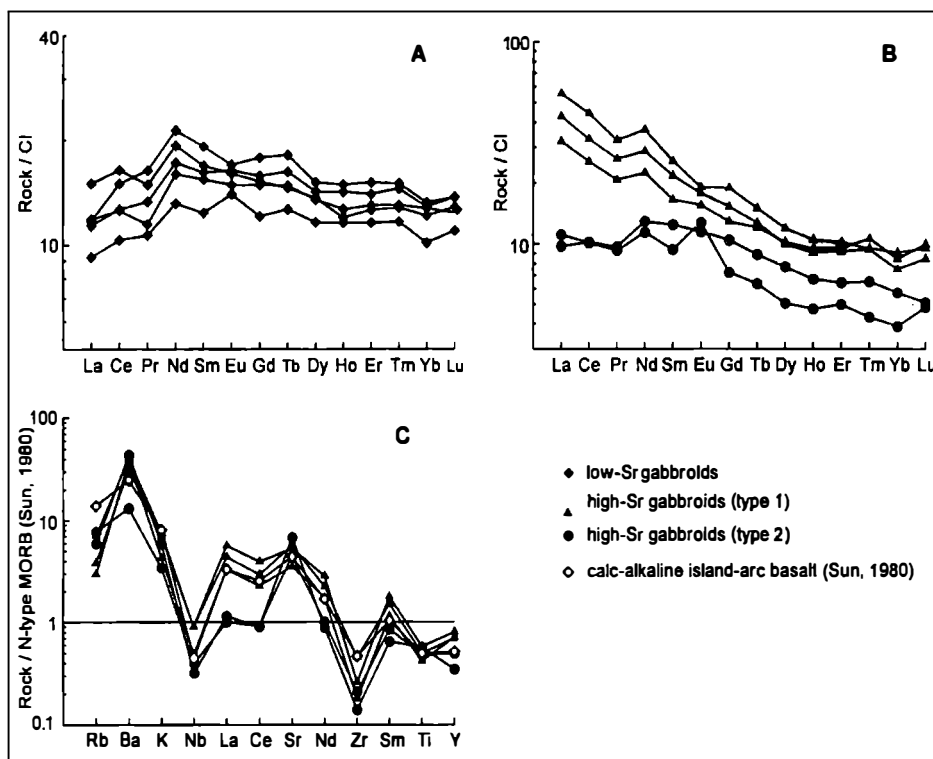 40
A
Rock / CI
10
La Ce Pr Nd Sm Eu Gd Tb Dy Ho Er Tm Yb Lu
100
B
Rock / CI
10
La Ce Pr Nd Sm Eu Gd Tb Dy Ho Er Tm Yb Lu
100
C
Rock / N-type MORB (Sun, 1980)
10
1
0.1
Rb Ba K Nb La Ce Sr Nd Zr Sm Ti Y
low-Sr gabbroids
high-Sr gabbroids (type 1)
high-Sr gabbroids (type 2)
calc-alkaline island-arc basalt (Sun, 1980)